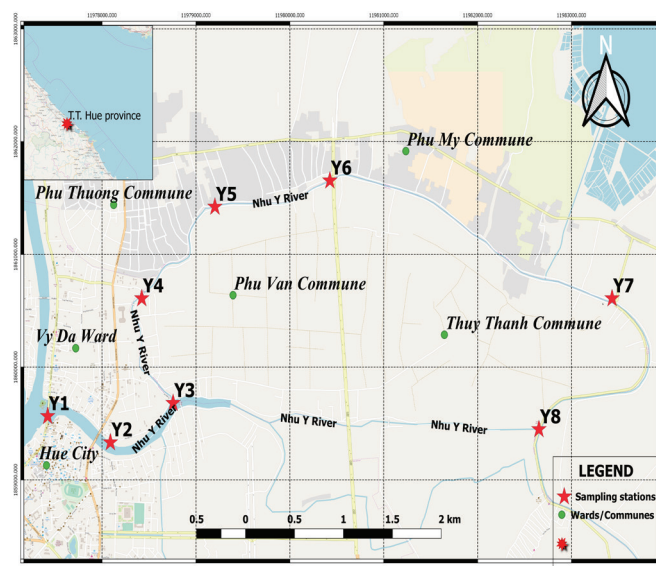 11978000.000 11979000.000 11980000.000 11981000.000 11982000.000 11983000.000
N
T.T. Hue province
Phu My Commune
Y6
Phu Thuong Commune
Y5
Nhu Y River
Y4
Phu Van Commune
Y7
Nhu Y River
Thuy Thanh Commune
Vy Da Ward
Y3
Y1
Nhu Y River
Nhu Y River
Nhu Y River
Y8
Y2
Hue City
LEGEND
Sampling stations
Wards/Communes
0.5 0 0.5 1 1.5 2 km